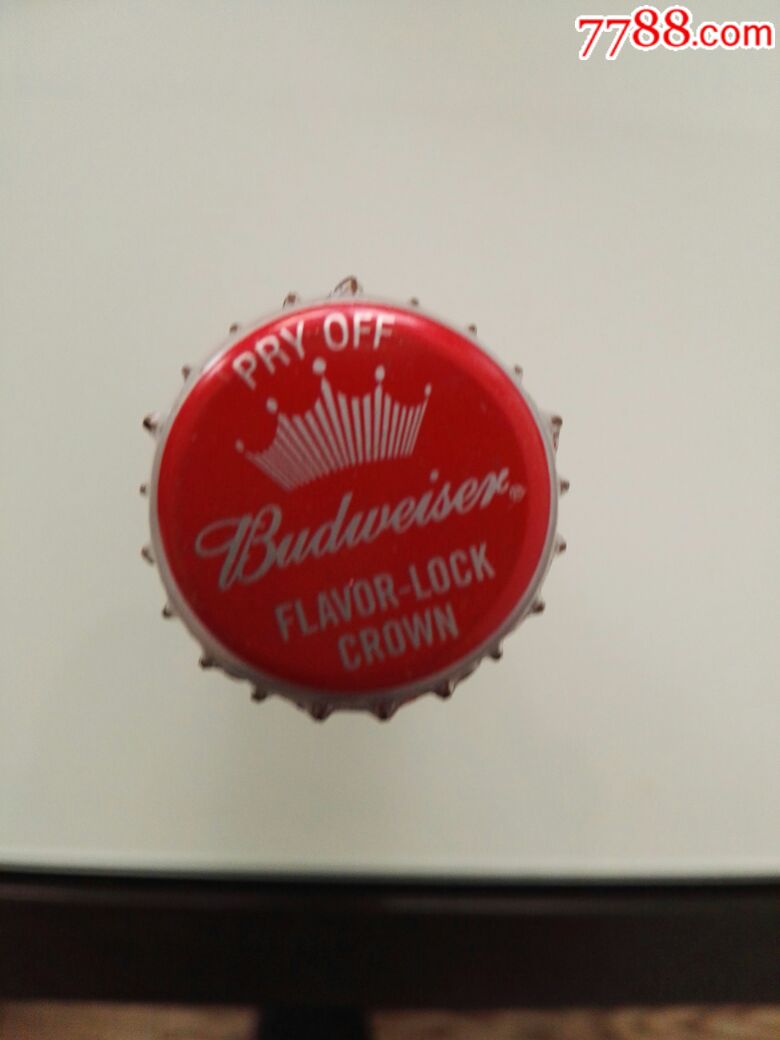 7788.com
PRY OFF
Budweiser®
FLAVOR-LOCK
CROWN